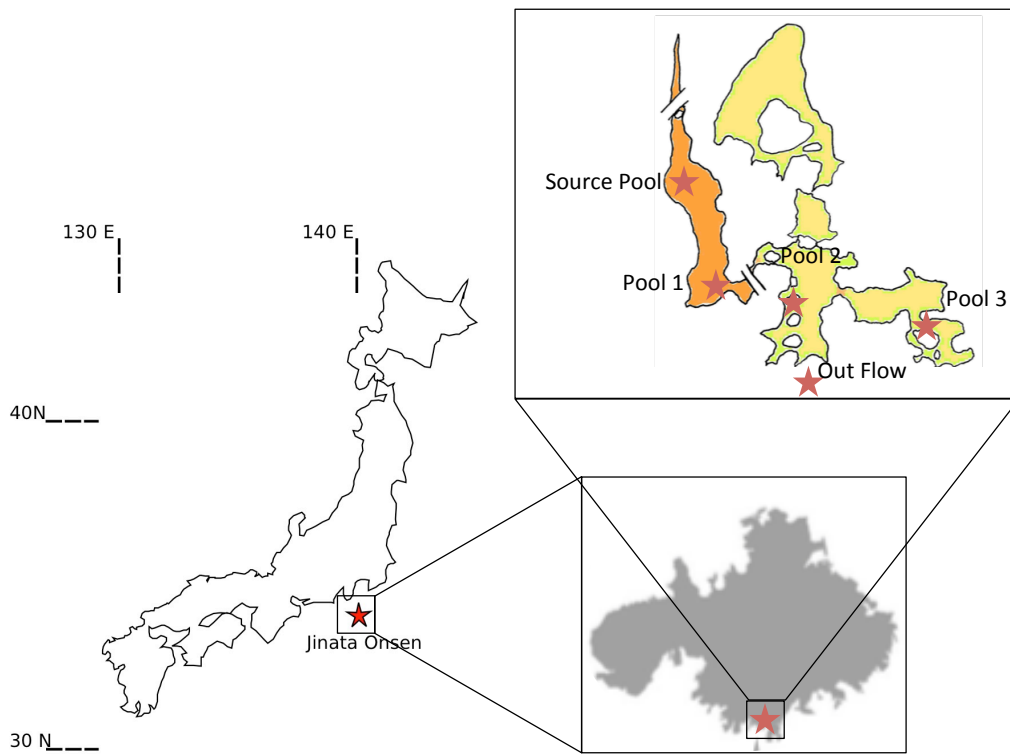 130 E
140 E
40N
30 N
Jinata Onsen
Source Pool
Pool 1
Pool 2
Pool 3
Out Flow